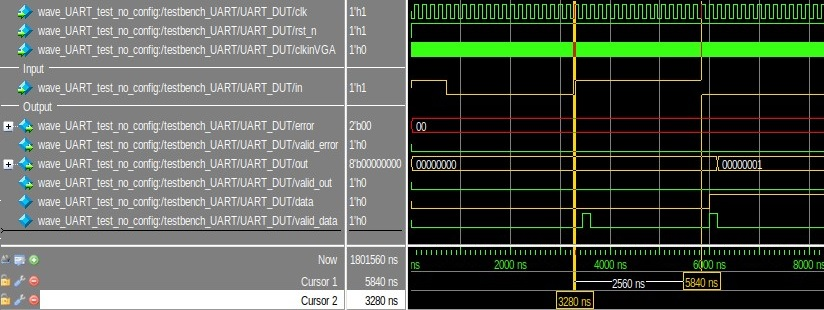 wave_UART_test_no_config:/testbench_UART/UART_DUT/clk 1'h1
wave_UART_test_no_config:/testbench_UART/UART_DUT/rst_n 1'h1
wave_UART_test_no_config:/testbench_UART/UART_DUT/clkinVGA 1'h0
Input
wave_UART_test_no_config:/testbench_UART/UART_DUT/in 1'h1
Output
wave_UART_test_no_config:/testbench_UART/UART_DUT/error 2'b00 00
wave_UART_test_no_config:/testbench_UART/UART_DUT/valid_error 1'h0
wave_UART_test_no_config:/testbench_UART/UART_DUT/out 8'b00000000 00000000 00000001
wave_UART_test_no_config:/testbench_UART/UART_DUT/valid_out 1'h0
wave_UART_test_no_config:/testbench_UART/UART_DUT/data 1'h0
wave_UART_test_no_config:/testbench_UART/UART_DUT/valid_data 1'h0
Now 1801560 ns ns 2000 ns 4000 ns 6000 ns 8000 ns
Cursor 1 5840 ns 2560 ns 5840 ns
Cursor 2 3280 ns 3280 ns